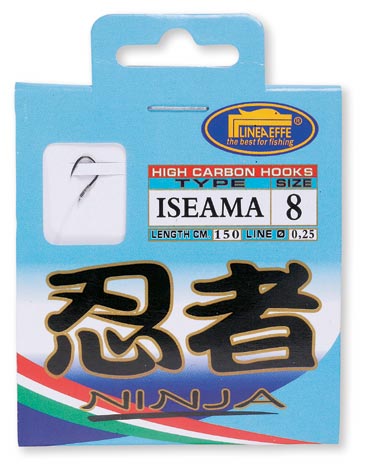 LINEAEFFE ®
the best for fishing
HIGH CARBON HOOKS
TYPE SIZE
ISEAMA 8
LENGTH CM. 150 LINE Ø 0,25
忍者
NINJA